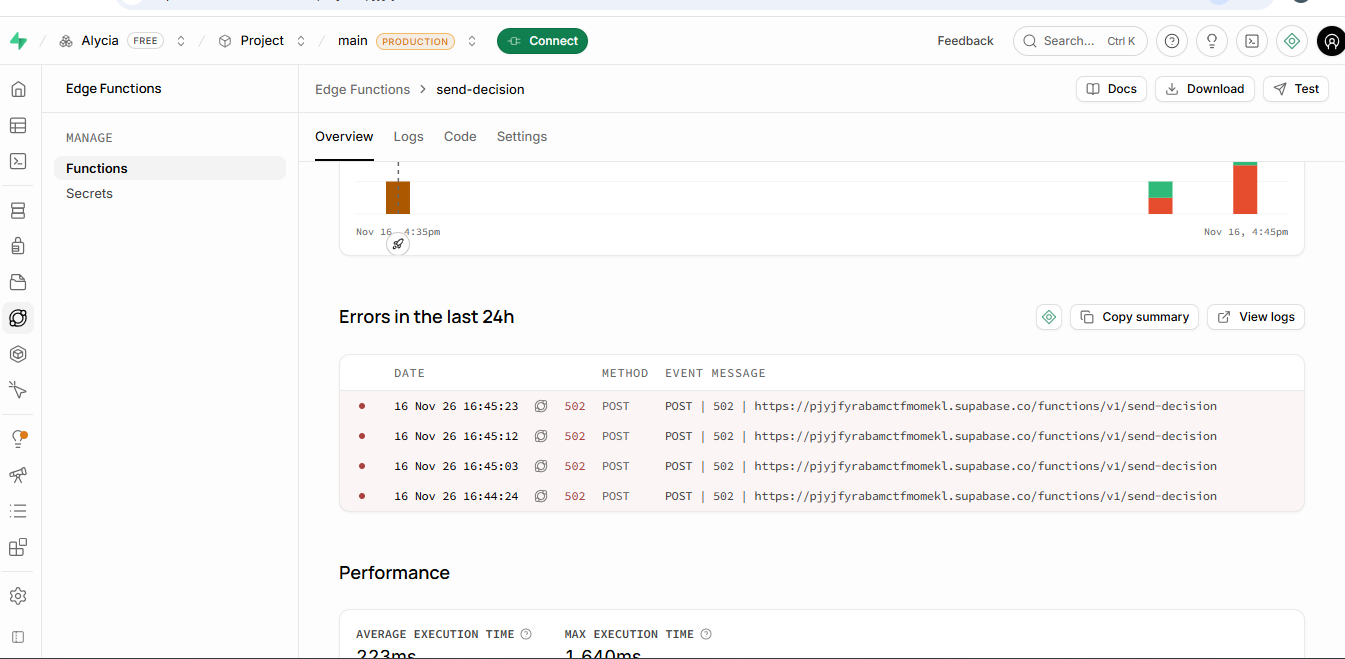 Alycia FREE / Project / main PRODUCTION Connect Feedback Search... Ctrl K
Edge Functions
MANAGE
Functions
Secrets
Edge Functions > send-decision Docs Download Test
Overview Logs Code Settings
Nov 16, 4:35pm Nov 16, 4:45pm
Errors in the last 24h Copy summary View logs
DATE METHOD EVENT MESSAGE
16 Nov 26 16:45:23 502 POST POST | 502 | https://pjyjfyrabamctfmomekl.supabase.co/functions/v1/send-decision
16 Nov 26 16:45:12 502 POST POST | 502 | https://pjyjfyrabamctfmomekl.supabase.co/functions/v1/send-decision
16 Nov 26 16:45:03 502 POST POST | 502 | https://pjyjfyrabamctfmomekl.supabase.co/functions/v1/send-decision
16 Nov 26 16:44:24 502 POST POST | 502 | https://pjyjfyrabamctfmomekl.supabase.co/functions/v1/send-decision
Performance
AVERAGE EXECUTION TIME MAX EXECUTION TIME
223ms 1,640ms